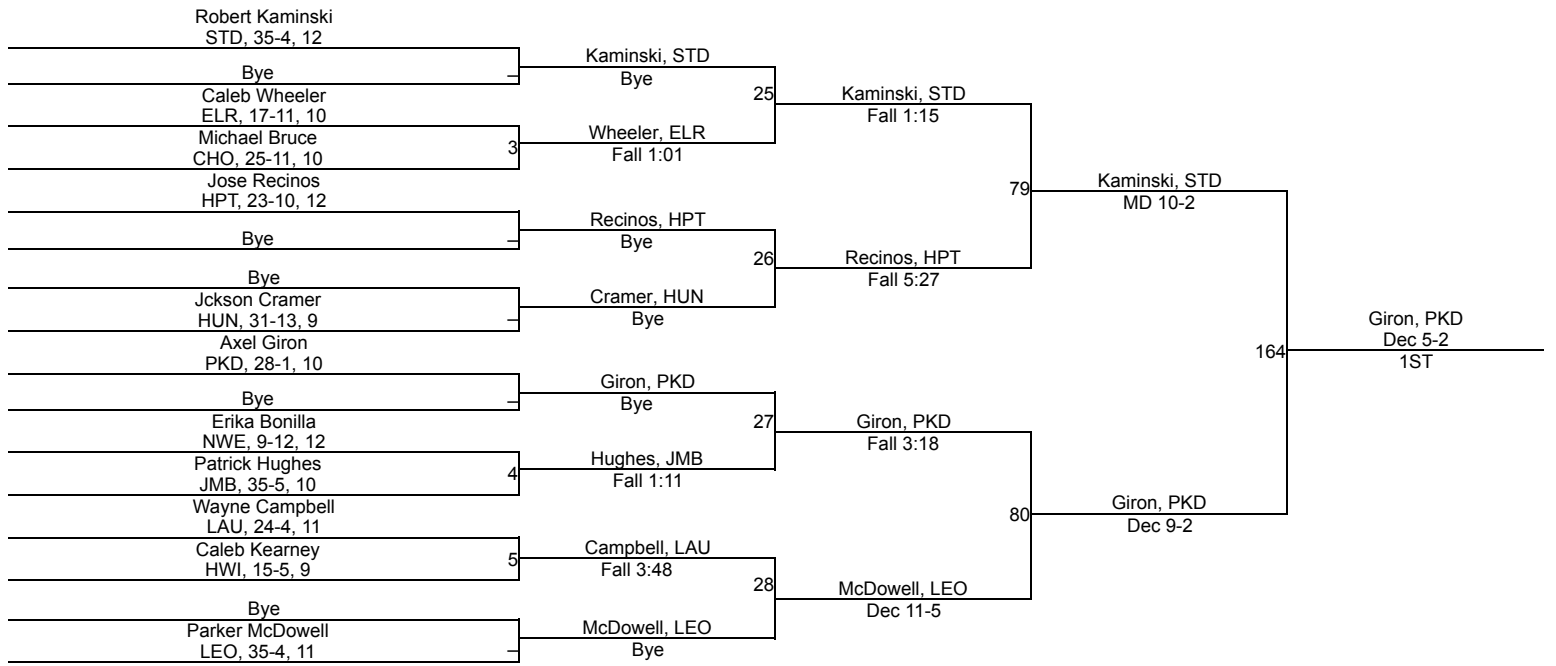 Robert Kaminski
STD, 35-4, 12
Bye
–
Caleb Wheeler
ELR, 17-11, 10
Michael Bruce
CHO, 25-11, 10
3
Jose Recinos
HPT, 23-10, 12
Bye
–
Bye
Jckson Cramer
HUN, 31-13, 9
–
Axel Giron
PKD, 28-1, 10
Bye
–
Erika Bonilla
NWE, 9-12, 12
Patrick Hughes
JMB, 35-5, 10
4
Wayne Campbell
LAU, 24-4, 11
Caleb Kearney
HWI, 15-5, 9
5
Bye
Parker McDowell
LEO, 35-4, 11
–
Kaminski, STD
Bye
25
Wheeler, ELR
Fall 1:01
Recinos, HPT
Bye
26
Cramer, HUN
Bye
Giron, PKD
Bye
27
Hughes, JMB
Fall 1:11
Campbell, LAU
Fall 3:48
28
McDowell, LEO
Bye
Kaminski, STD
Fall 1:15
79
Recinos, HPT
Fall 5:27
Giron, PKD
Fall 3:18
80
McDowell, LEO
Dec 11-5
Kaminski, STD
MD 10-2
164
Giron, PKD
Dec 9-2
Giron, PKD
Dec 5-2
1ST